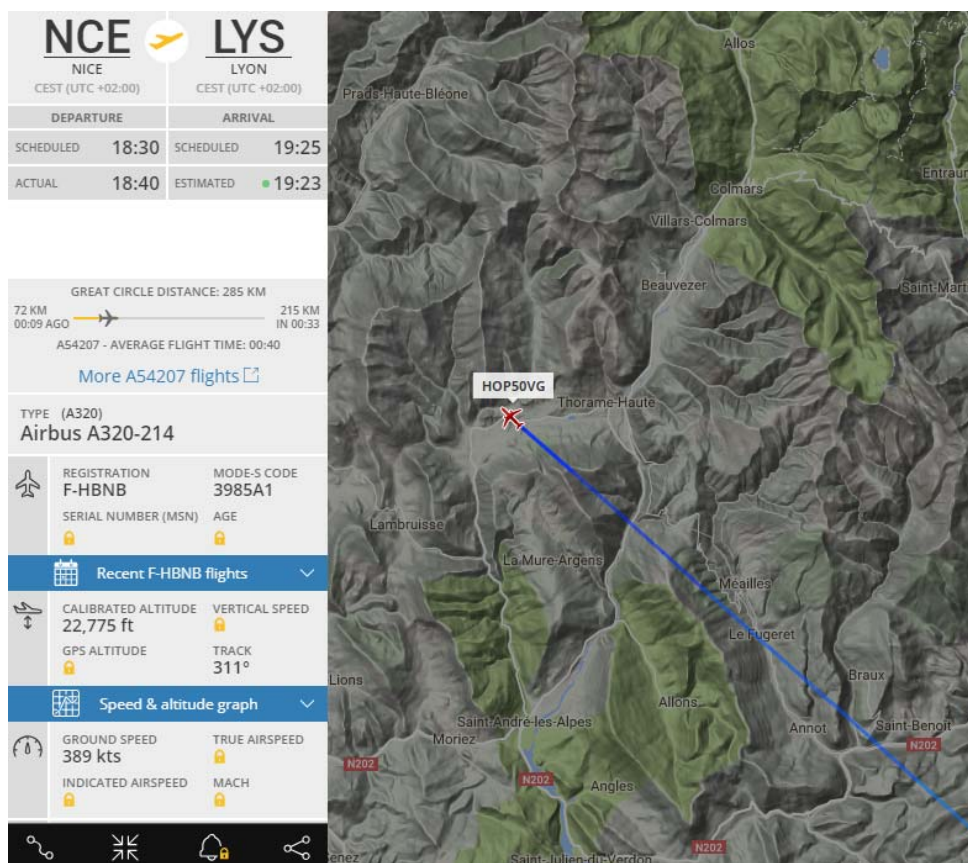 NCE LYS
NICE LYON
CEST (UTC +02:00) CEST (UTC +02:00)
DEPARTURE ARRIVAL
SCHEDULED 18:30 SCHEDULED 19:25
ACTUAL 18:40 ESTIMATED 19:23
GREAT CIRCLE DISTANCE: 285 KM
72 KM 215 KM
00:09 AGO IN 00:33
A54207 - AVERAGE FLIGHT TIME: 00:40
More A54207 flights
TYPE (A320)
Airbus A320-214
REGISTRATION MODE-S CODE
F-HBNB 3985A1
SERIAL NUMBER (MSN) AGE
Recent F-HBNB flights
CALIBRATED ALTITUDE VERTICAL SPEED
22,775 ft
GPS ALTITUDE TRACK
311°
Speed & altitude graph
GROUND SPEED TRUE AIRSPEED
389 kts
INDICATED AIRSPEED MACH
Allos
Prads-Haute-Bléone
Entraun
Colmars
Villars-Colmars
Beauvezer
Saint-Marti
HOP50VG
Thorame-Haute
Lambruisse
La Mure-Argens
Méailles
Le Fugeret
Lions
Braux
Allons
Saint-André-les-Alpes
Moriez
Annot
Saint-Benoit
N202
N202
N202
Angles
N202
enez
Saint-Julien-du-Verdon